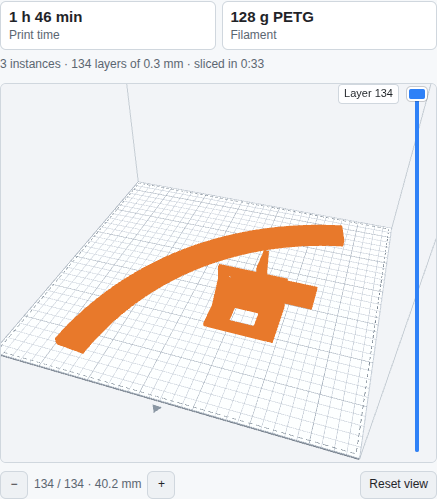 1 h 46 min
Print time
128 g PETG
Filament
3 instances · 134 layers of 0.3 mm · sliced in 0:33
Layer 134
− 134 / 134 · 40.2 mm +
Reset view